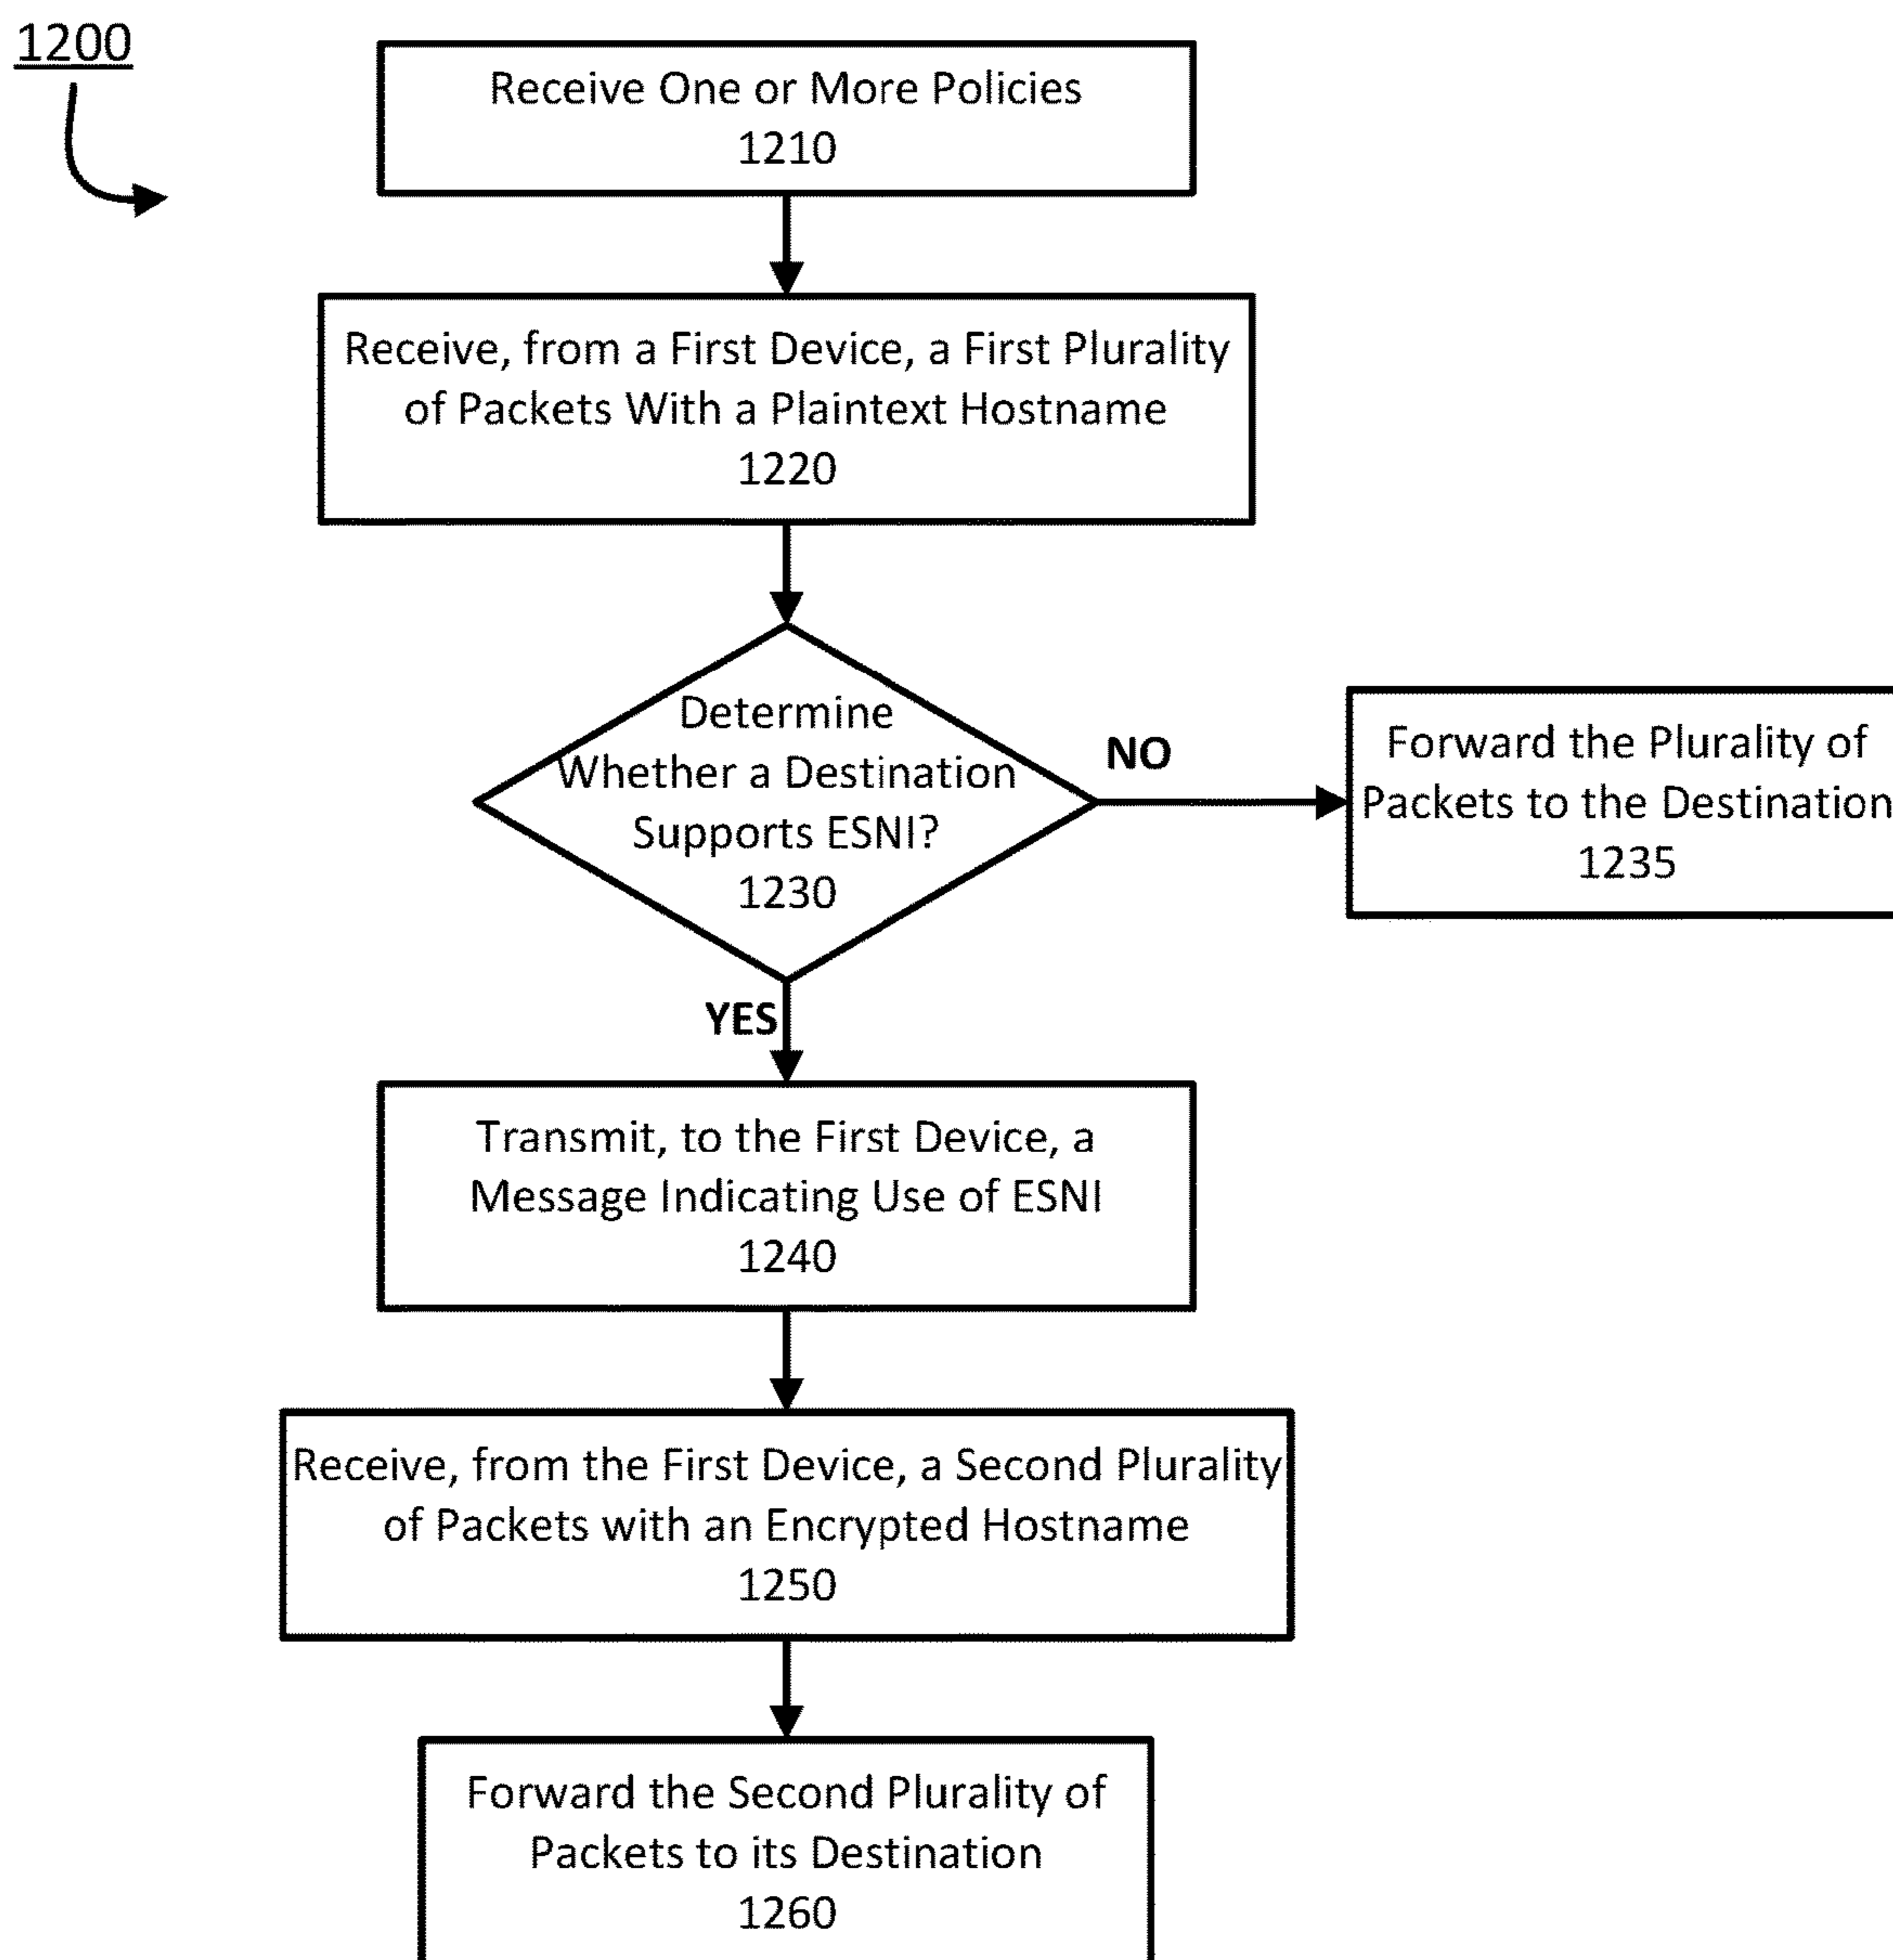 1200
Receive One or More Policies
1210
Receive, from a First Device, a First Plurality
of Packets With a Plaintext Hostname
1220
Determine
Whether a Destination
Supports ESNI?
1230
NO
Forward the Plurality of
Packets to the Destination
1235
YES
Transmit, to the First Device, a
Message Indicating Use of ESNI
1240
Receive, from the First Device, a Second Plurality
of Packets with an Encrypted Hostname
1250
Forward the Second Plurality of
Packets to its Destination
1260